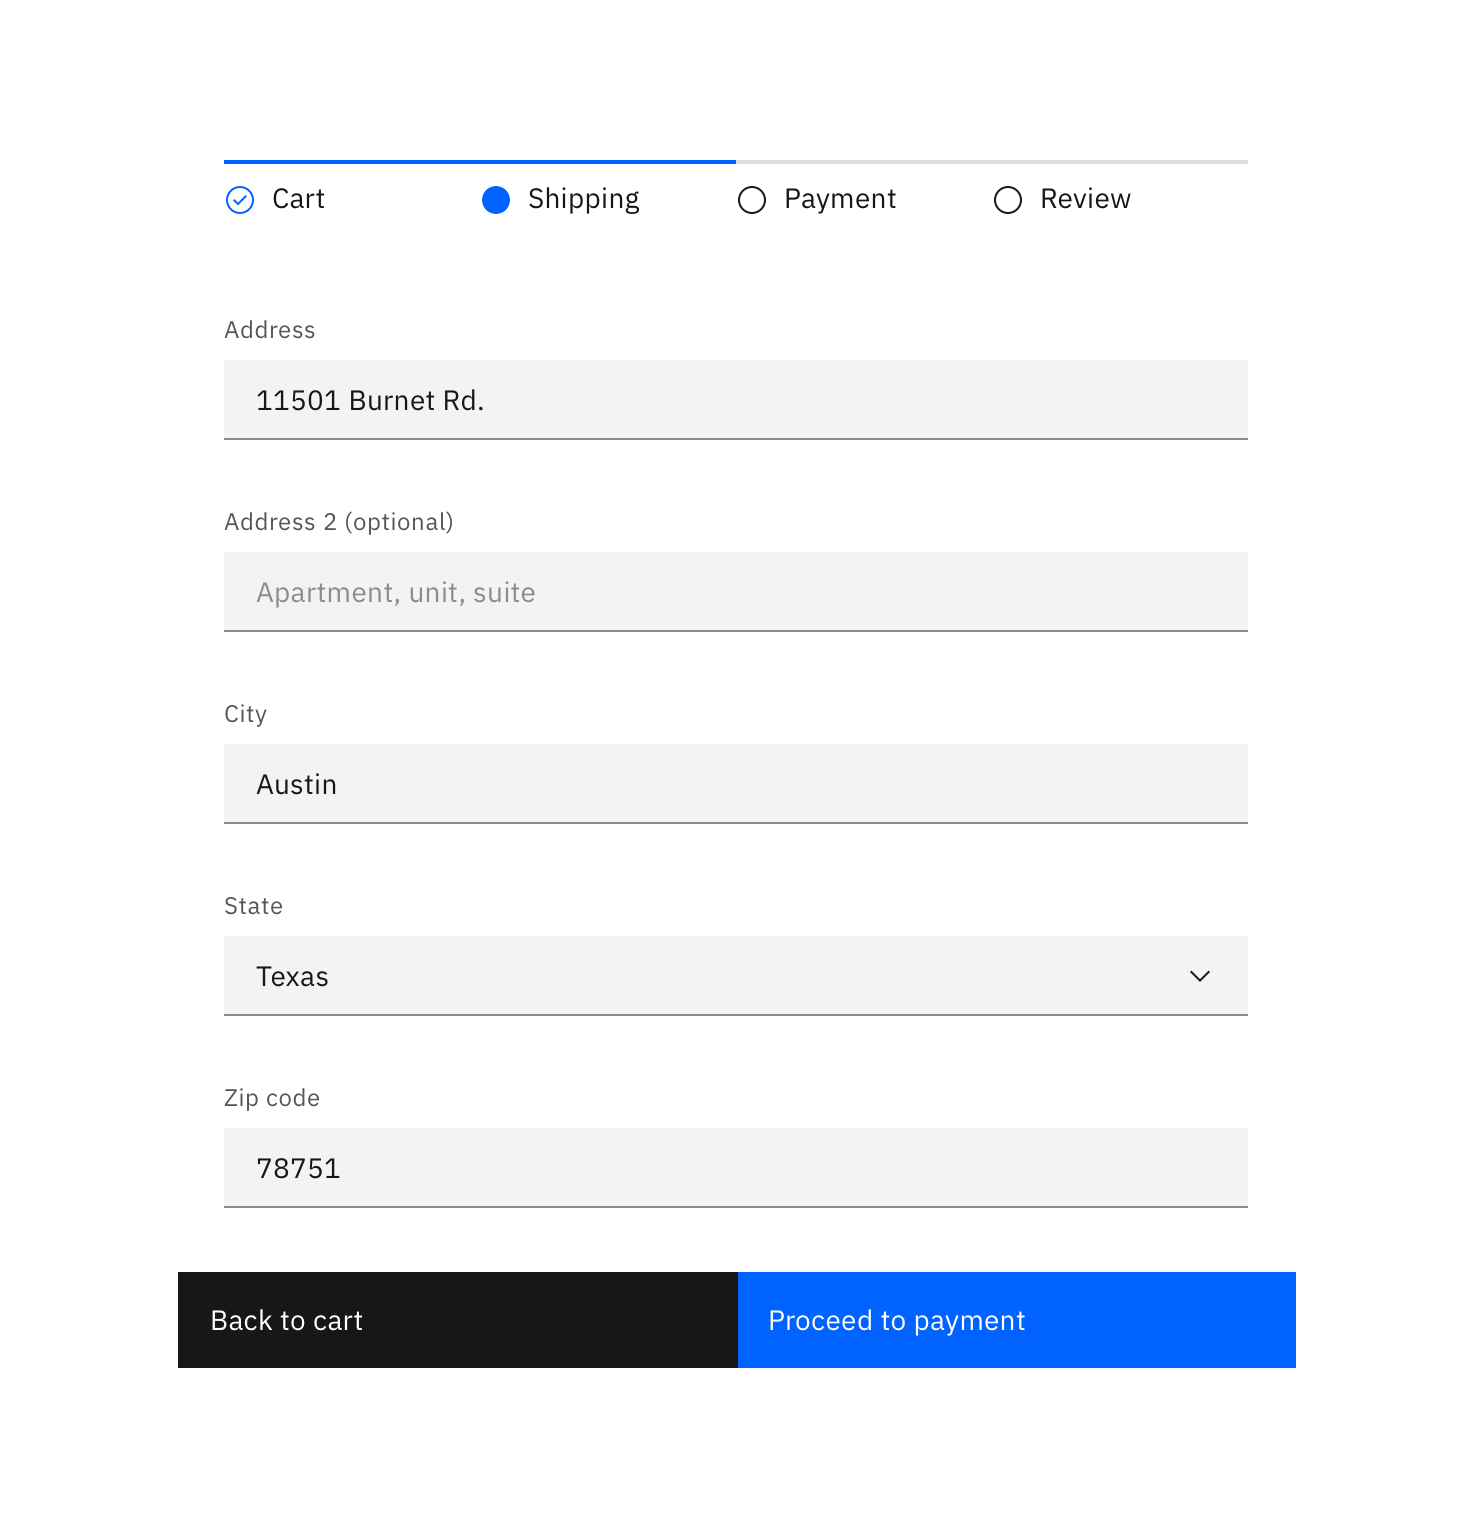 Cart
Shipping
Payment
Review
Address
11501 Burnet Rd.
Address 2 (optional)
Apartment, unit, suite
City
Austin
State
Texas
Zip code
78751
Back to cart
Proceed to payment